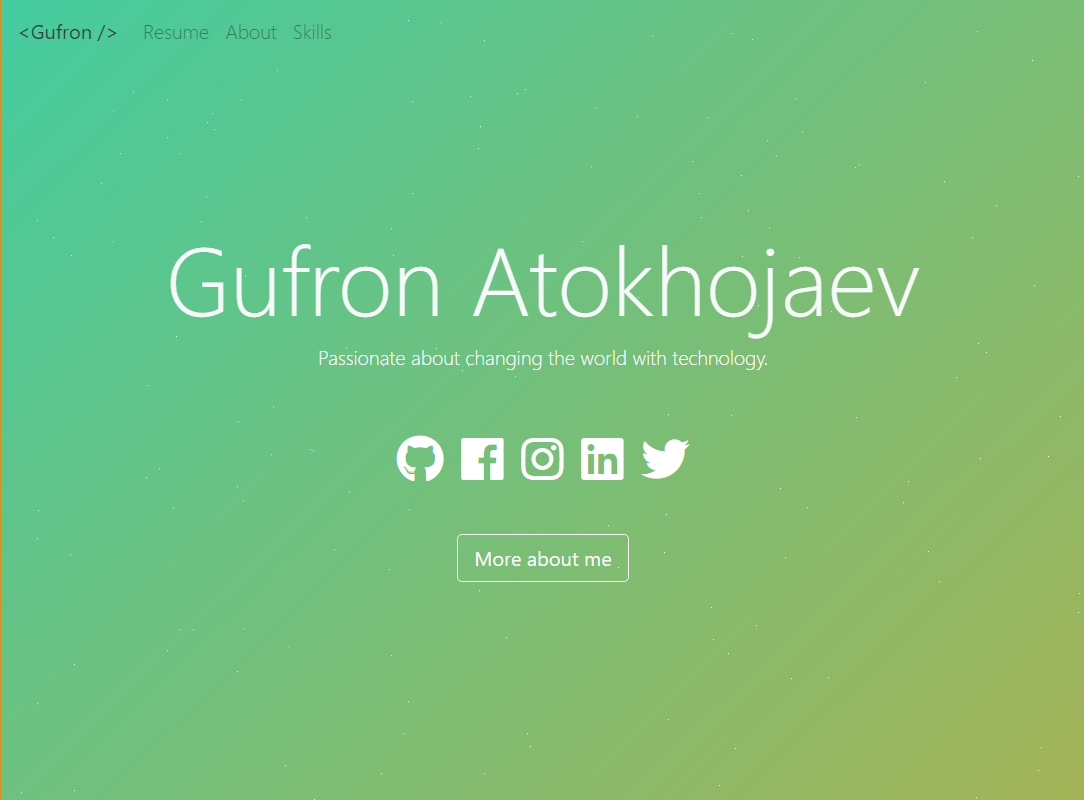 <Gufron /> Resume About Skills
Gufron Atokhojaev
Passionate about changing the world with technology.
More about me